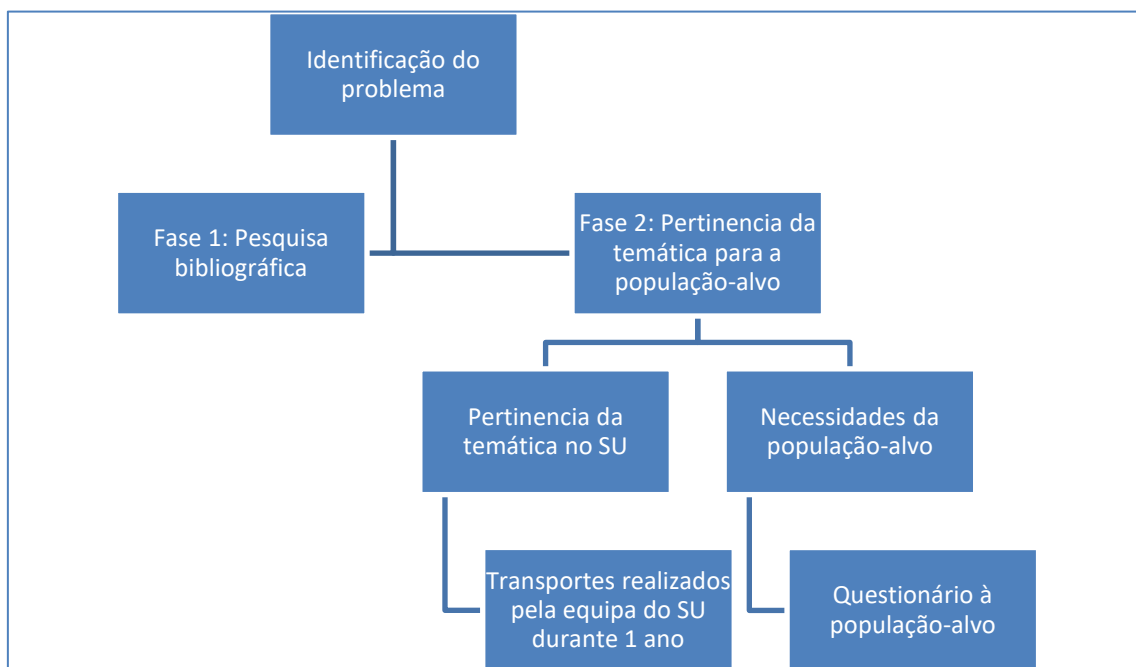 Identificação do
problema
Fase 1: Pesquisa
bibliográfica
Fase 2: Pertinencia da
temática para a
população-alvo
Pertinencia da
temática no SU
Necessidades da
população-alvo
Transportes realizados
pela equipa do SU
durante 1 ano
Questionário à
população-alvo